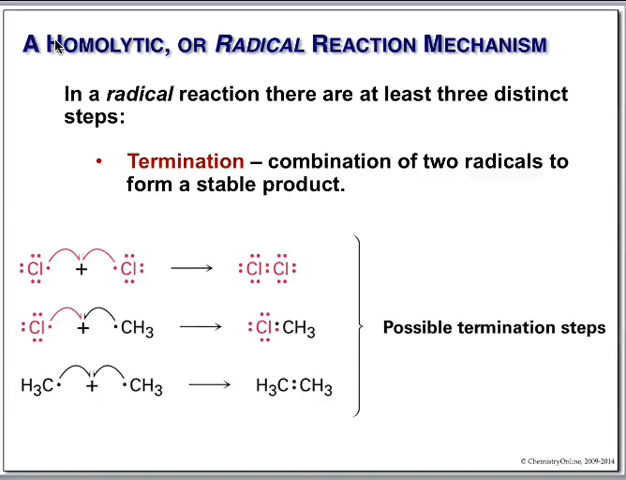 A HOMOLYTIC, OR RADICAL REACTION MECHANISM
In a radical reaction there are at least three distinct
steps:
• Termination – combination of two radicals to
form a stable product.
:Cl· + ·Cl: → :Cl:Cl:
:Cl· + ·CH₃ → :Cl:CH₃
Possible termination steps
H₃C· + ·CH₃ → H₃C:CH₃
© ChemistryOnline, 2009-2014